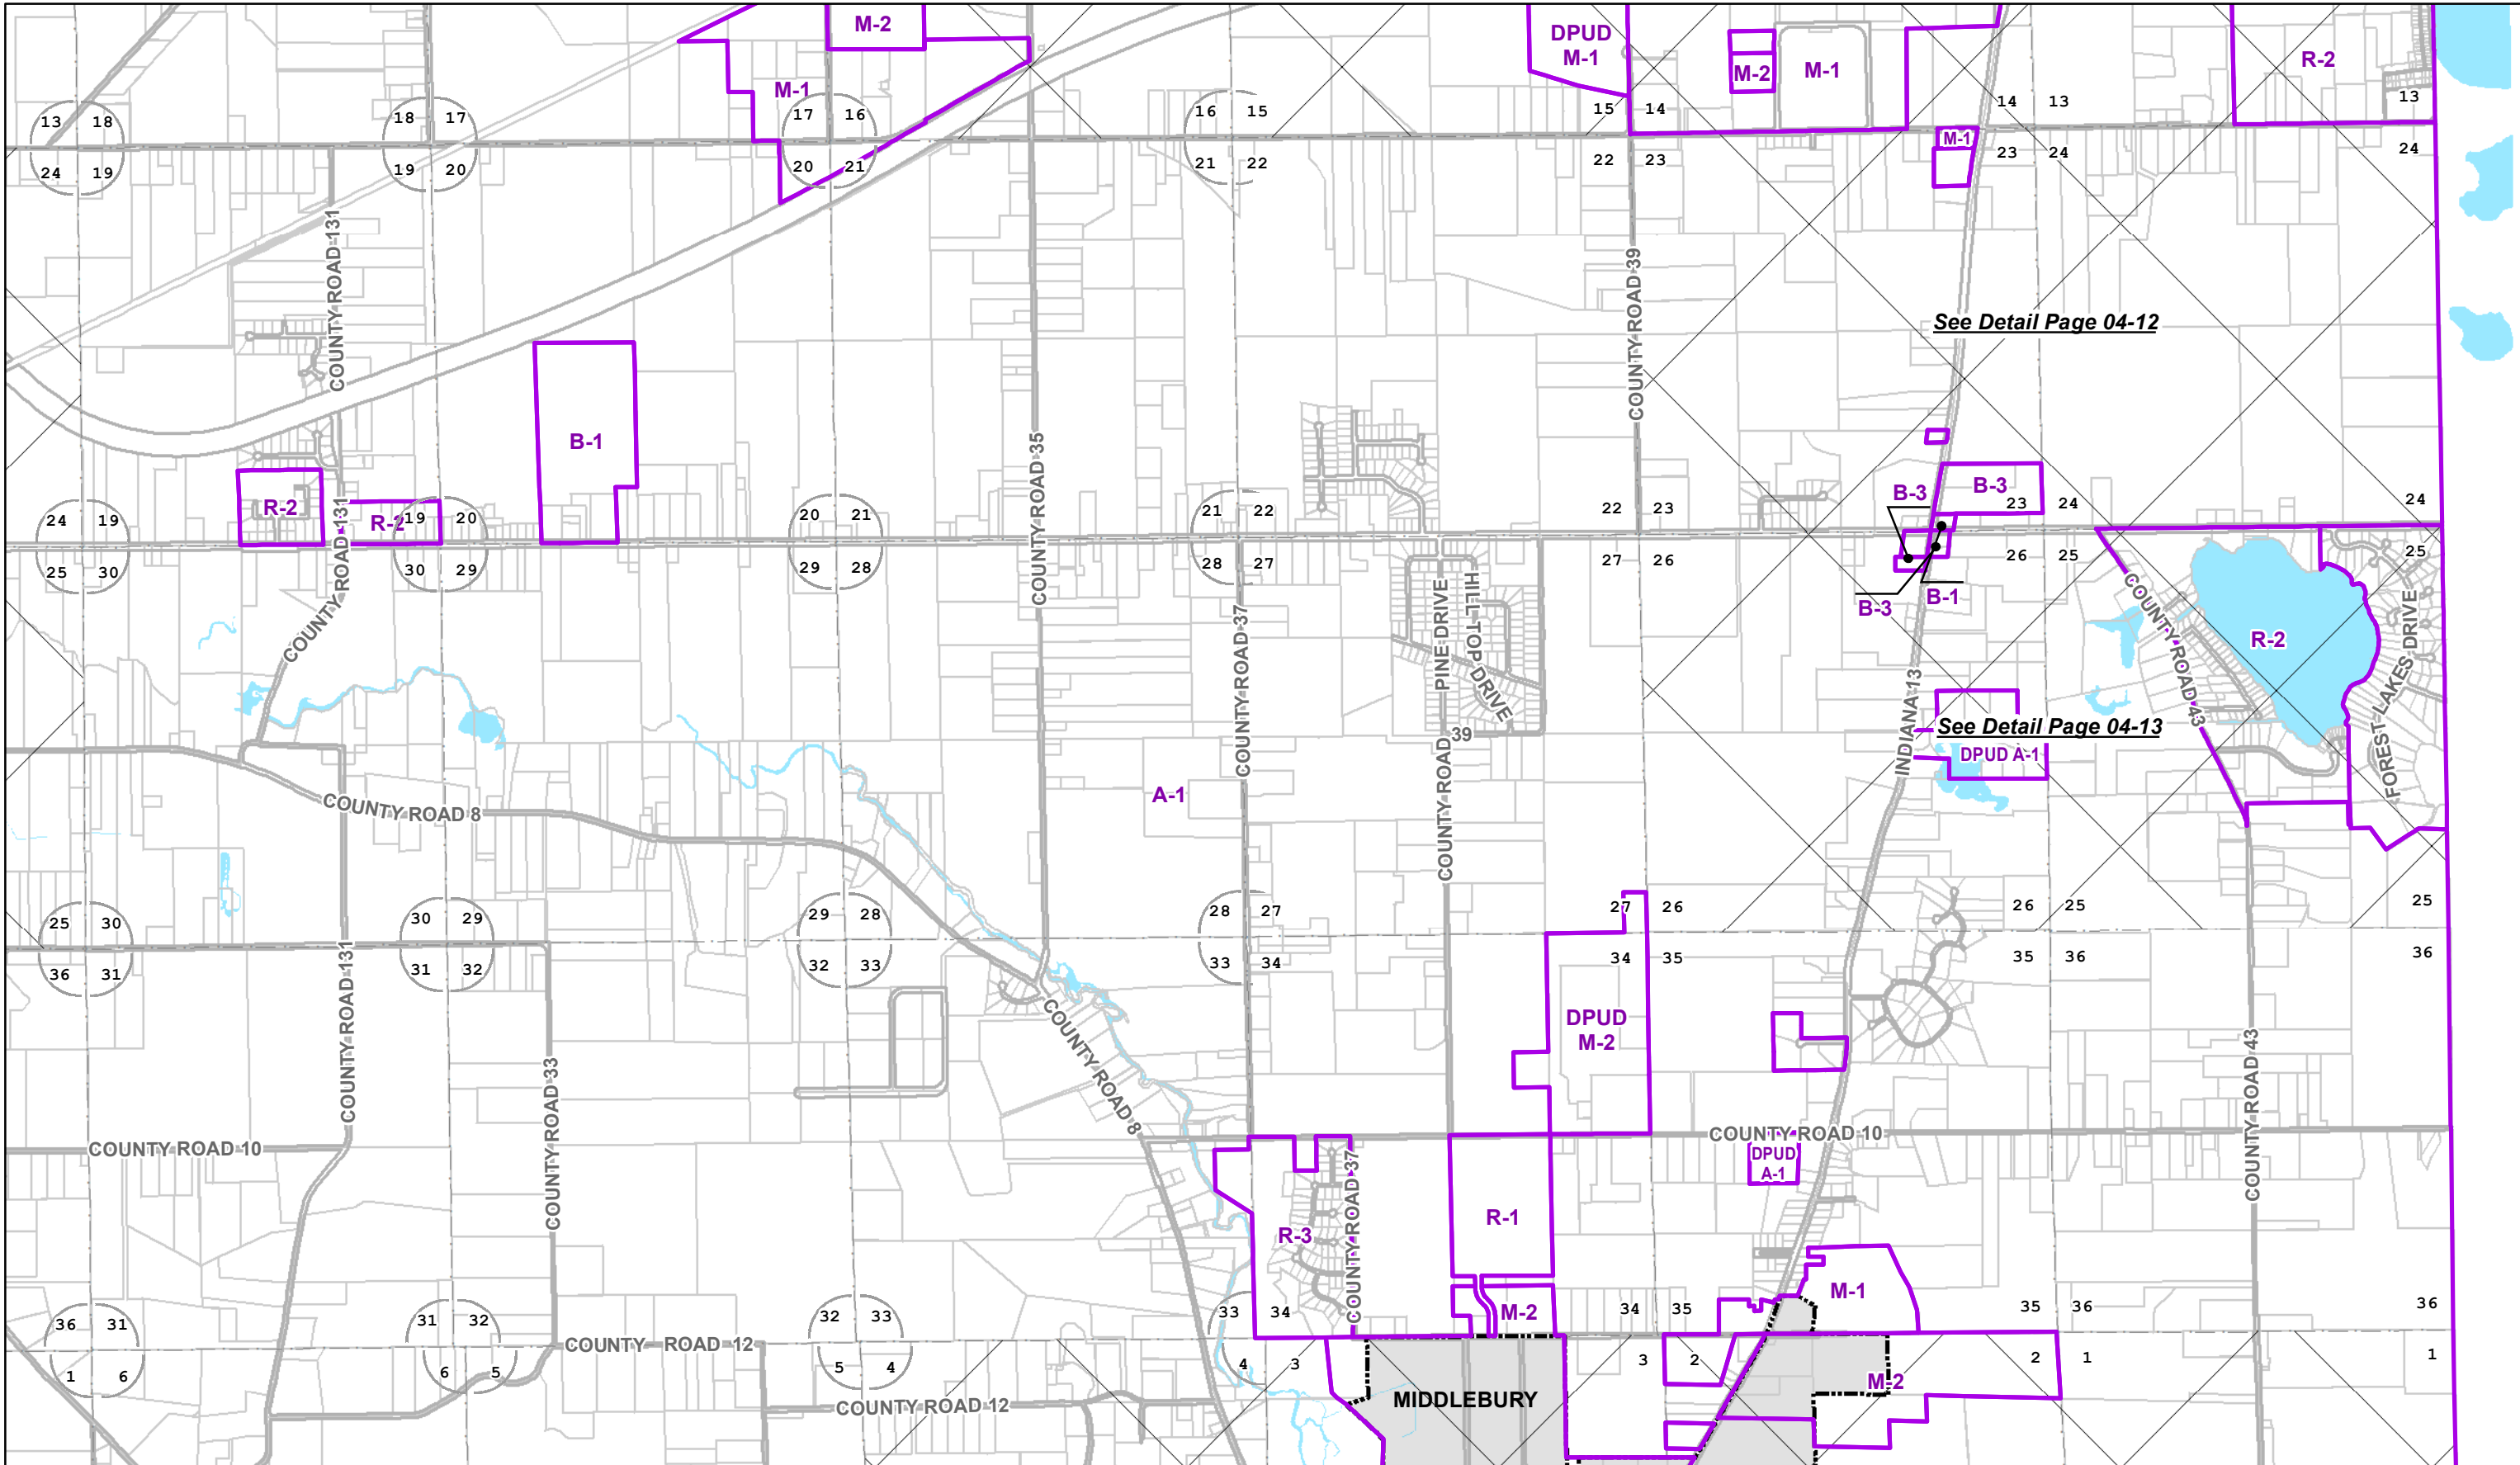 M-2
DPUD
M-1
M-2
M-1
R-2
M-1
13 18
24 19
18 17
19 20
17 16
20 21
16 15
21 22
15 14
22 23
14 13
23 24
13
24
M-1
COUNTY ROAD 131
COUNTY ROAD 39
See Detail Page 04-12
B-1
COUNTY ROAD 35
R-2
R-2
COUNTY ROAD 131
24 19
25 30
19 20
30 29
20 21
29 28
21 22
28 27
22 23
27 26
B-3
B-3
23 24
26 25
24
25
B-3
B-1
COUNTY ROAD 37
PINE DRIVE
HILLTOP DRIVE
INDIANA 13
COUNTY ROAD 43
R-2
FOREST LAKES DRIVE
See Detail Page 04-13
DPUD A-1
39
COUNTY ROAD
A-1
COUNTY ROAD 8
25 30
36 31
30 29
31 32
29 28
32 33
28 27
33 34
27 26
34 35
26 25
35 36
25
36
COUNTY ROAD 131
COUNTY ROAD 33
COUNTY ROAD 8
DPUD
M-2
COUNTY ROAD 43
COUNTY ROAD 10
COUNTY ROAD 10
DPUD
A-1
R-3
COUNTY ROAD 37
R-1
M-1
M-2
36 31
1 6
31 32
6 5
32 33
5 4
33 34
4 3
34 35
3 2
35 36
2 1
36
1
COUNTY ROAD 12
COUNTY ROAD 12
MIDDLEBURY
M-2